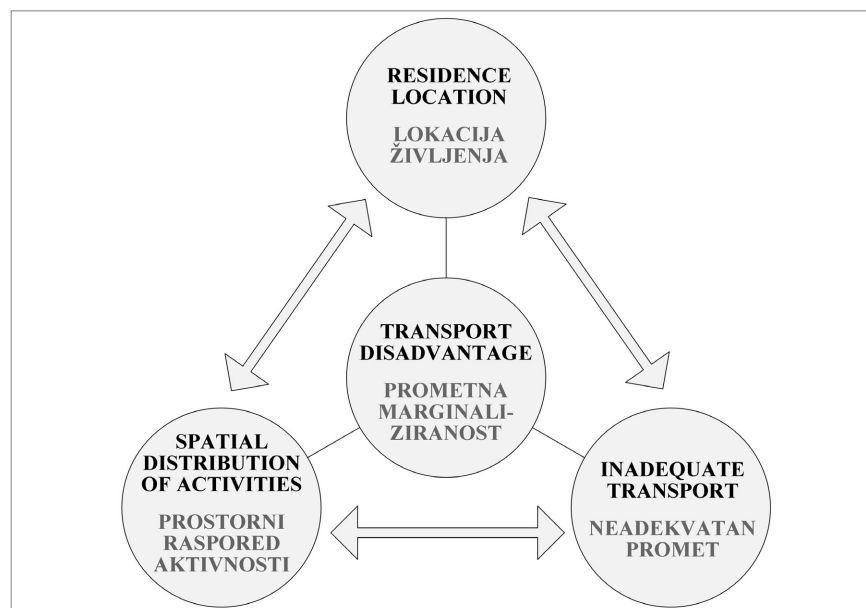 RESIDENCE
LOCATION
LOKACIJA
ŽIVLJENJA
TRANSPORT
DISADVANTAGE
PROMETNA
MARGINALI-
ZIRANOST
SPATIAL
DISTRIBUTION
OF ACTIVITIES
PROSTORNI
RASPORED
AKTIVNOSTI
INADEQUATE
TRANSPORT
NEADEKVATAN
PROMET